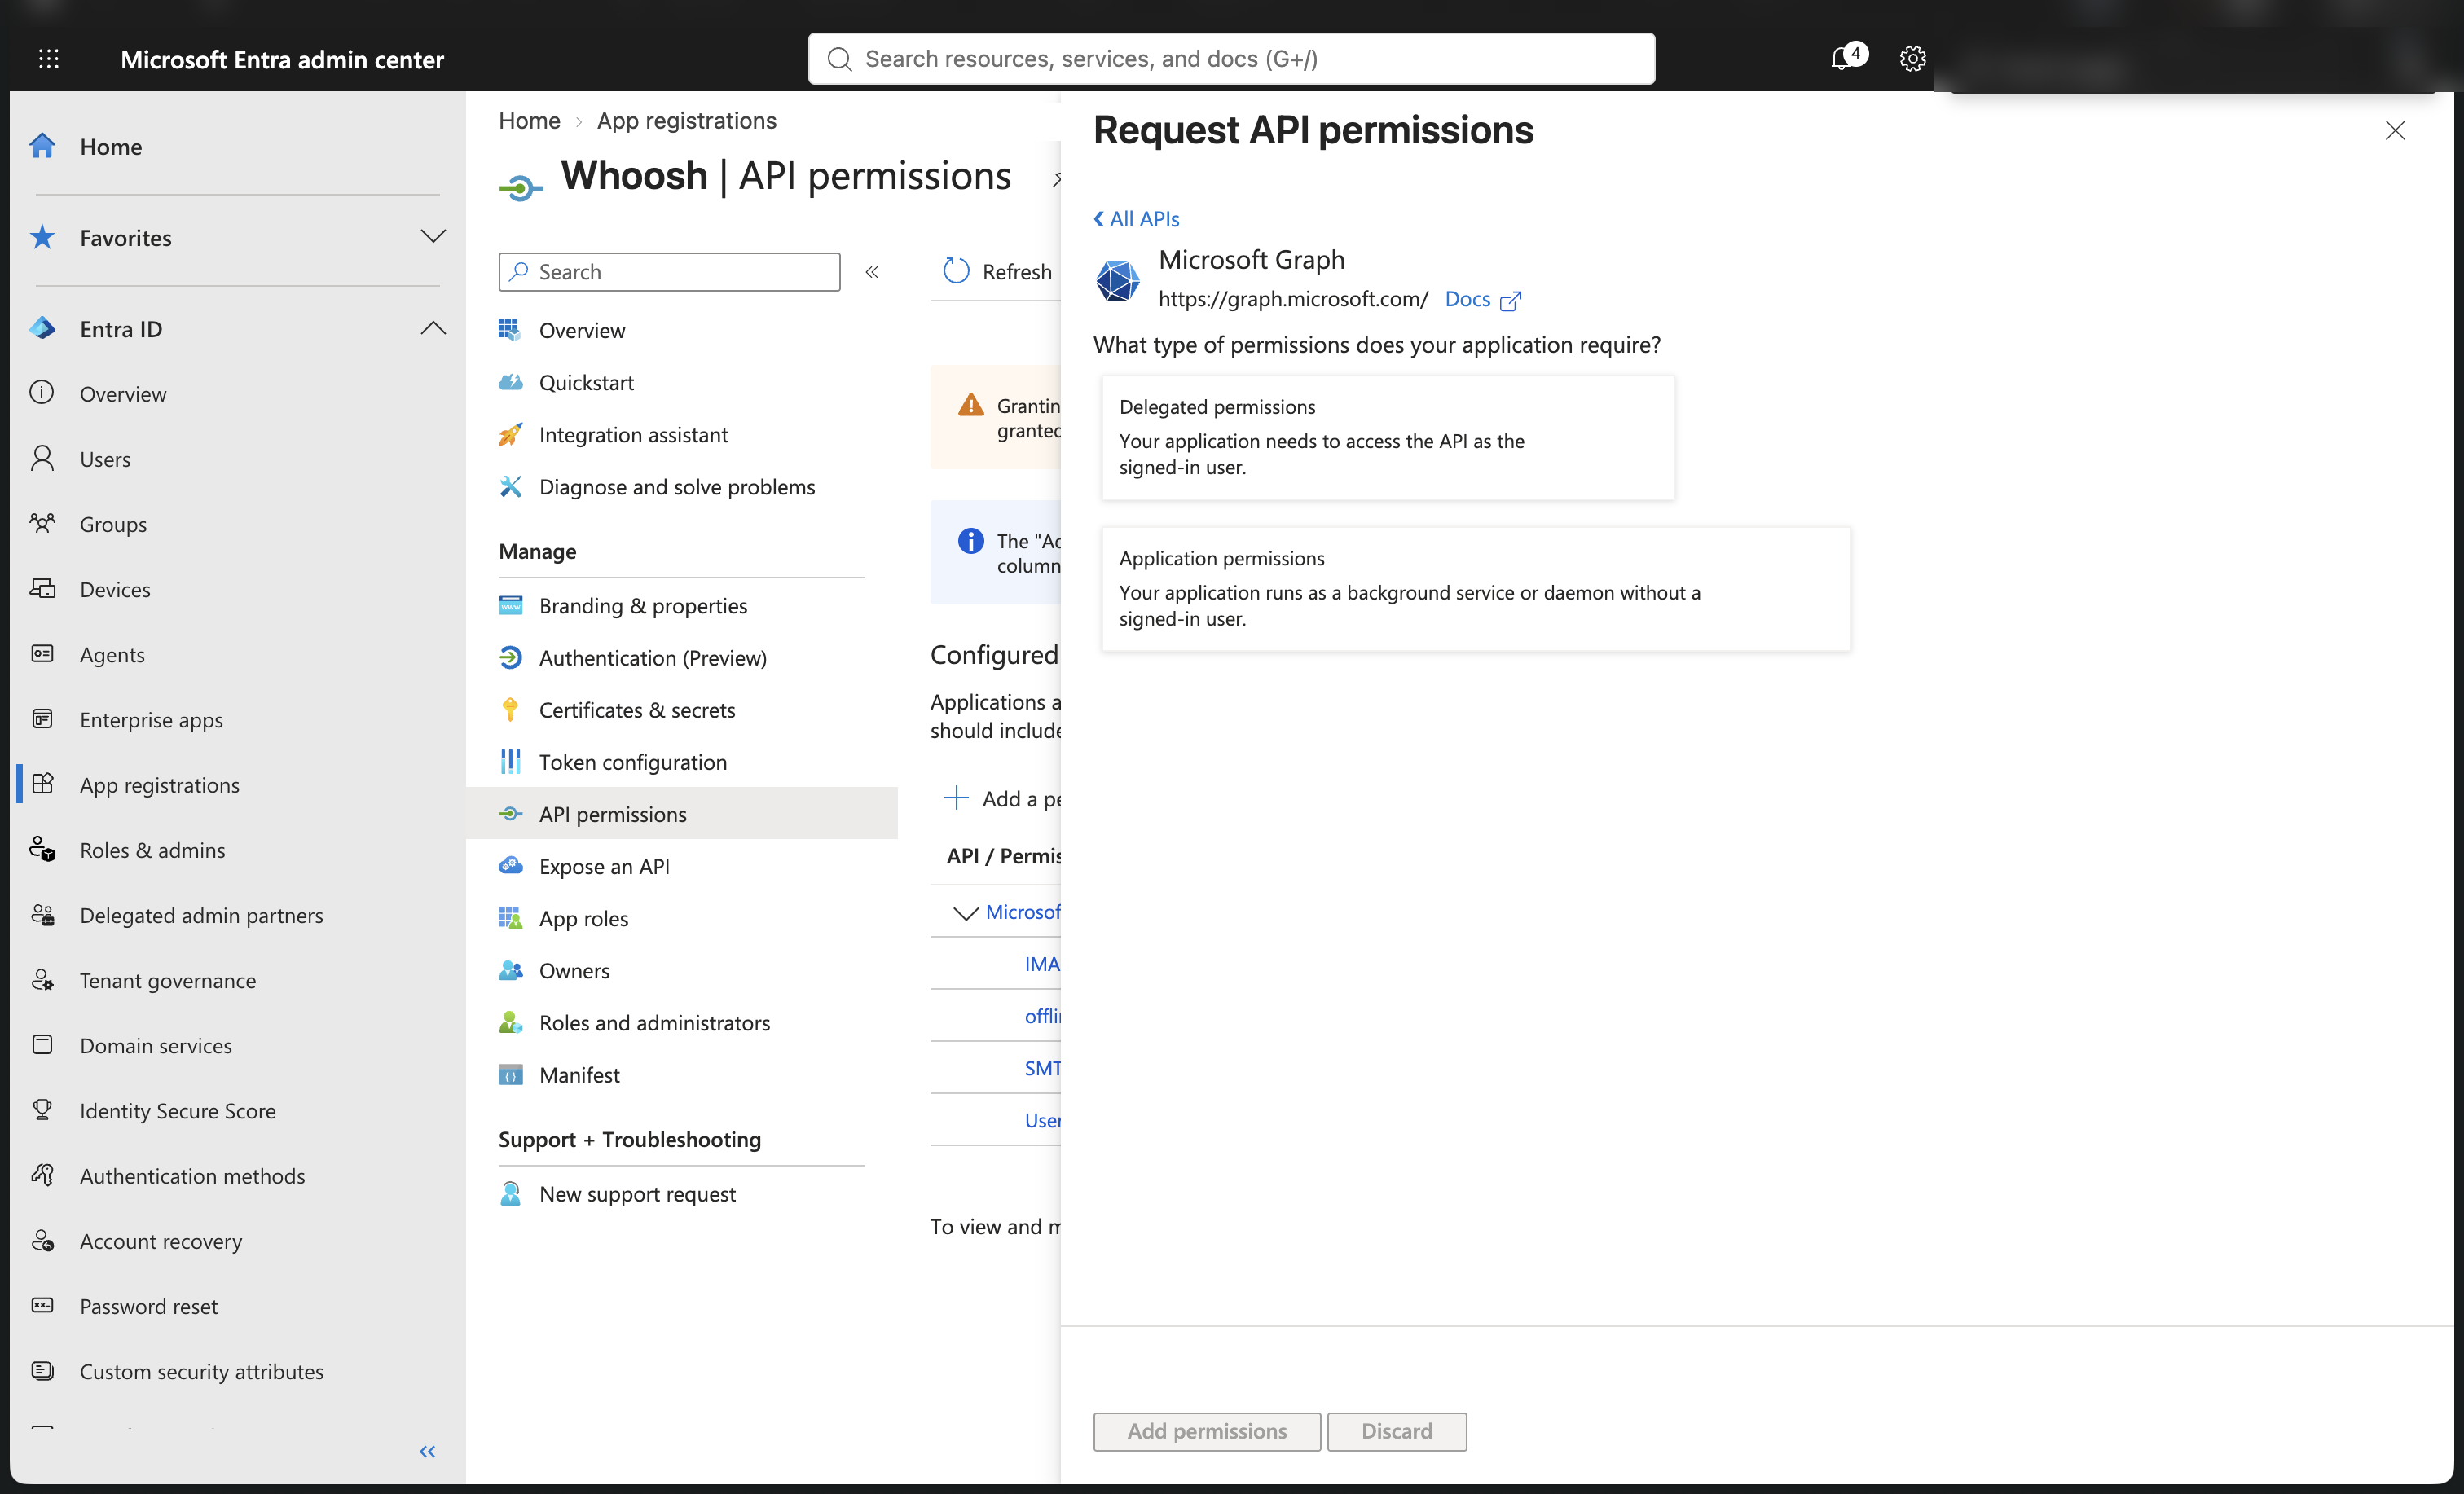 Microsoft Entra admin center
Search resources, services, and docs (G+/)
4
Home
Favorites
Entra ID
Overview
Users
Groups
Devices
Agents
Enterprise apps
App registrations
Roles & admins
Delegated admin partners
Tenant governance
Domain services
Identity Secure Score
Authentication methods
Account recovery
Password reset
Custom security attributes
Home > App registrations
Whoosh | API permissions
Search
Overview
Quickstart
Integration assistant
Diagnose and solve problems
Manage
Branding & properties
Authentication (Preview)
Certificates & secrets
Token configuration
API permissions
Expose an API
App roles
Owners
Roles and administrators
Manifest
Support + Troubleshooting
New support request
Refresh
Grantin
granted
The "Ad
column
Configured
Applications a
should include
Add a pe
API / Permis
Microsof
IMA
offli
SMT
User
To view and m
Request API permissions
All APIs
Microsoft Graph
https://graph.microsoft.com/ Docs
What type of permissions does your application require?
Delegated permissions
Your application needs to access the API as the
signed-in user.
Application permissions
Your application runs as a background service or daemon without a
signed-in user.
Add permissions
Discard